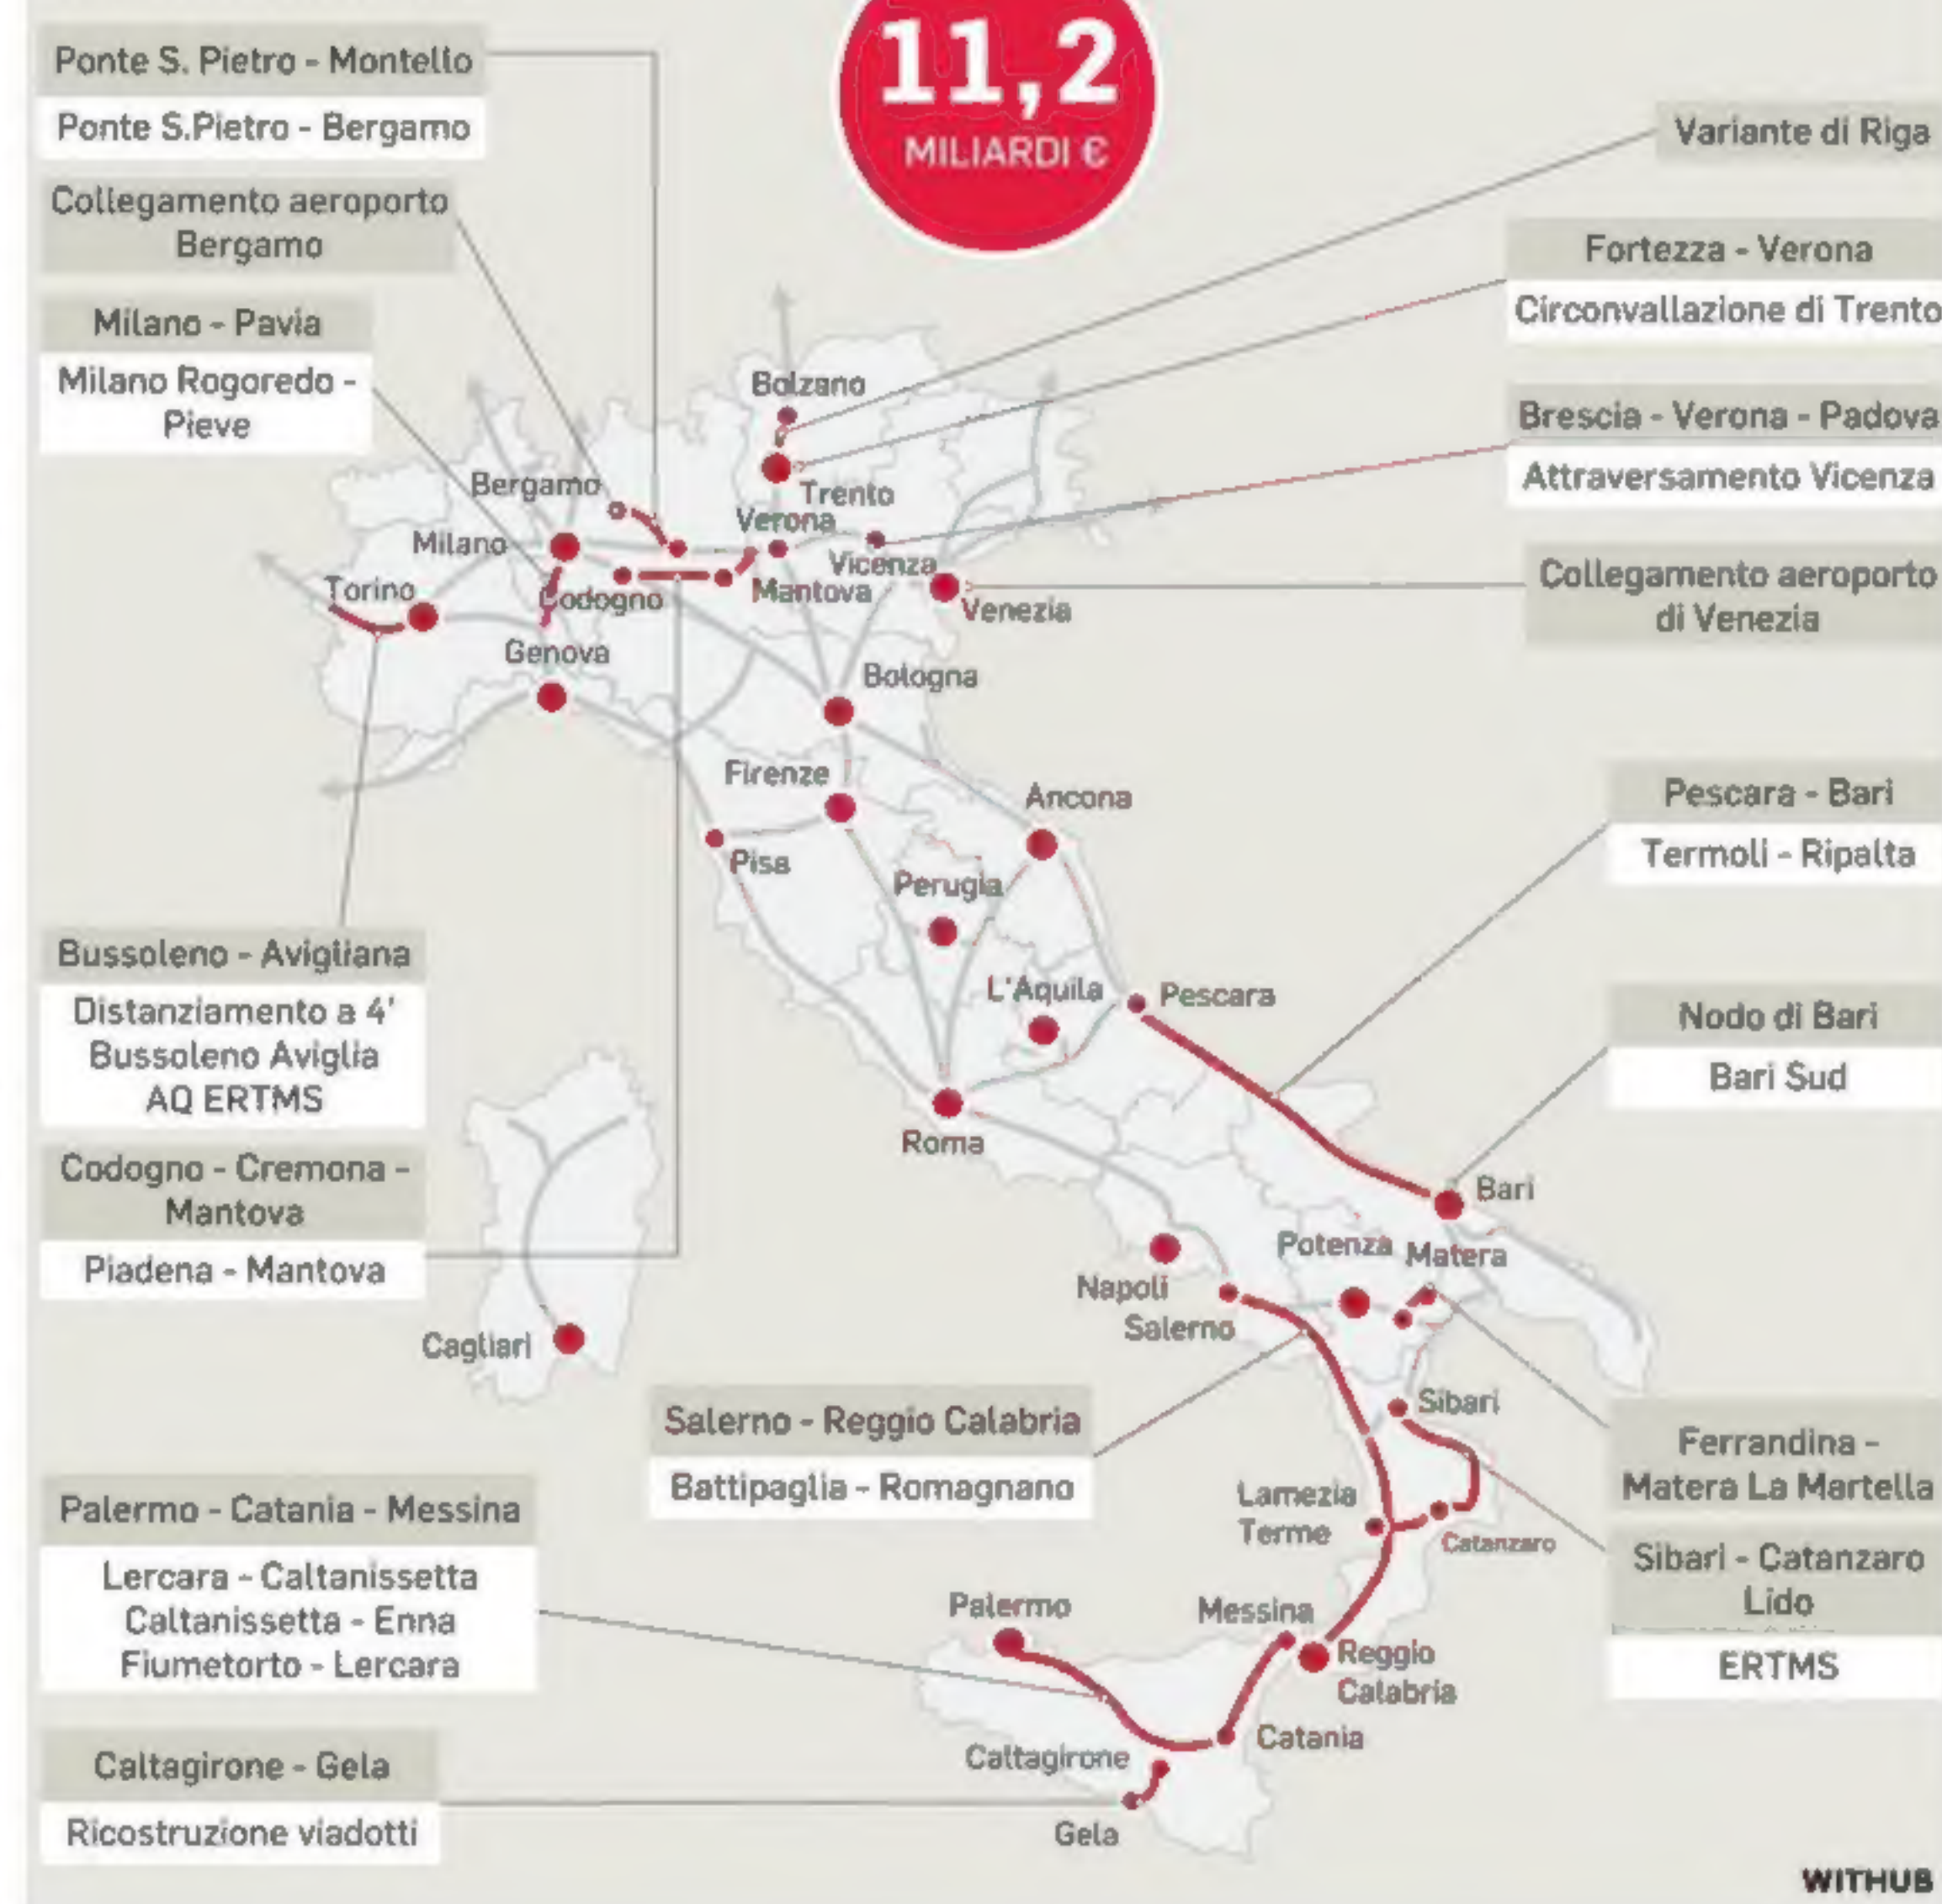 11,2
MILIARDI €
Ponte S. Pietro - Montello
Ponte S.Pietro - Bergamo
Collegamento aeroporto
Bergamo
Milano - Pavia
Milano Rogoredo -
Pieve
Variante di Riga
Fortezza - Verona
Circonvallazione di Trento
Brescia - Verona - Padova
Attraversamento Vicenza
Collegamento aeroporto
di Venezia
Bolzano
Trento
Bergamo
Verona
Milano
Vicenza
Codogno
Mantova
Torino
Venezia
Genova
Bologna
Firenze
Ancona
Pisa
Perugia
L'Aquila
Pescara
Roma
Bari
Potenza
Matera
Napoli
Salerno
Cagliari
Sibari
Lamezia
Terme
Catanzaro
Palermo
Messina
Reggio
Calabria
Catania
Caltagirone
Gela
Bussoleno - Avigliana
Distanziamento a 4'
Bussoleno Aviglia
AQ ERTMS
Codogno - Cremona -
Mantova
Piadena - Mantova
Pescara - Bari
Termoli - Ripalta
Nodo di Bari
Bari Sud
Salerno - Reggio Calabria
Battipaglia - Romagnano
Ferrandina -
Matera La Martella
Sibari - Catanzaro
Lido
ERTMS
Palermo - Catania - Messina
Lercara - Caltanissetta
Caltanissetta - Enna
Fiumetorto - Lercara
Caltagirone - Gela
Ricostruzione viadotti
WITHUB